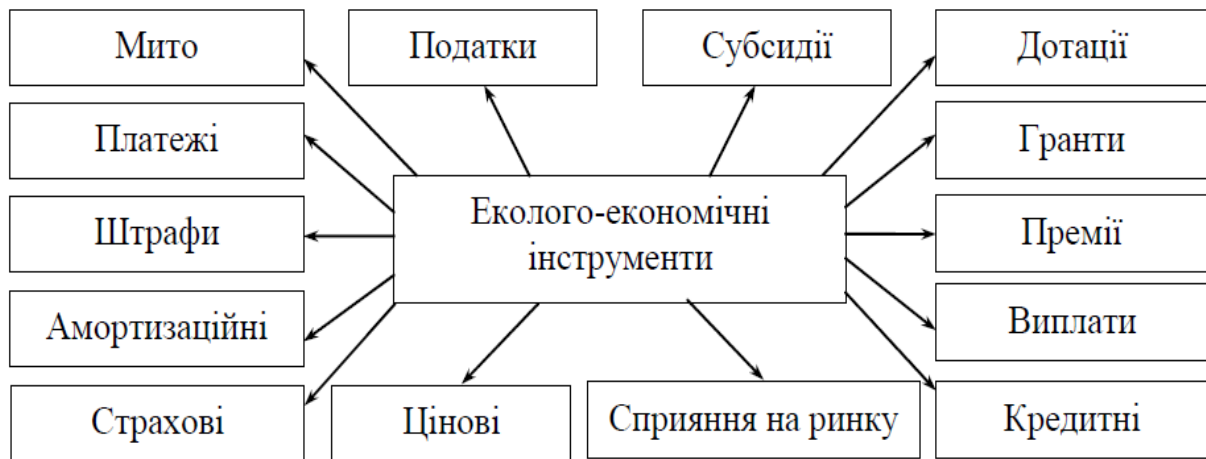 Мито
Податки
Субсидії
Дотації
Платежі
Гранти
Еколого-економічні
інструменти
Штрафи
Премії
Амортизаційні
Виплати
Страхові
Цінові
Сприяння на ринку
Кредитні